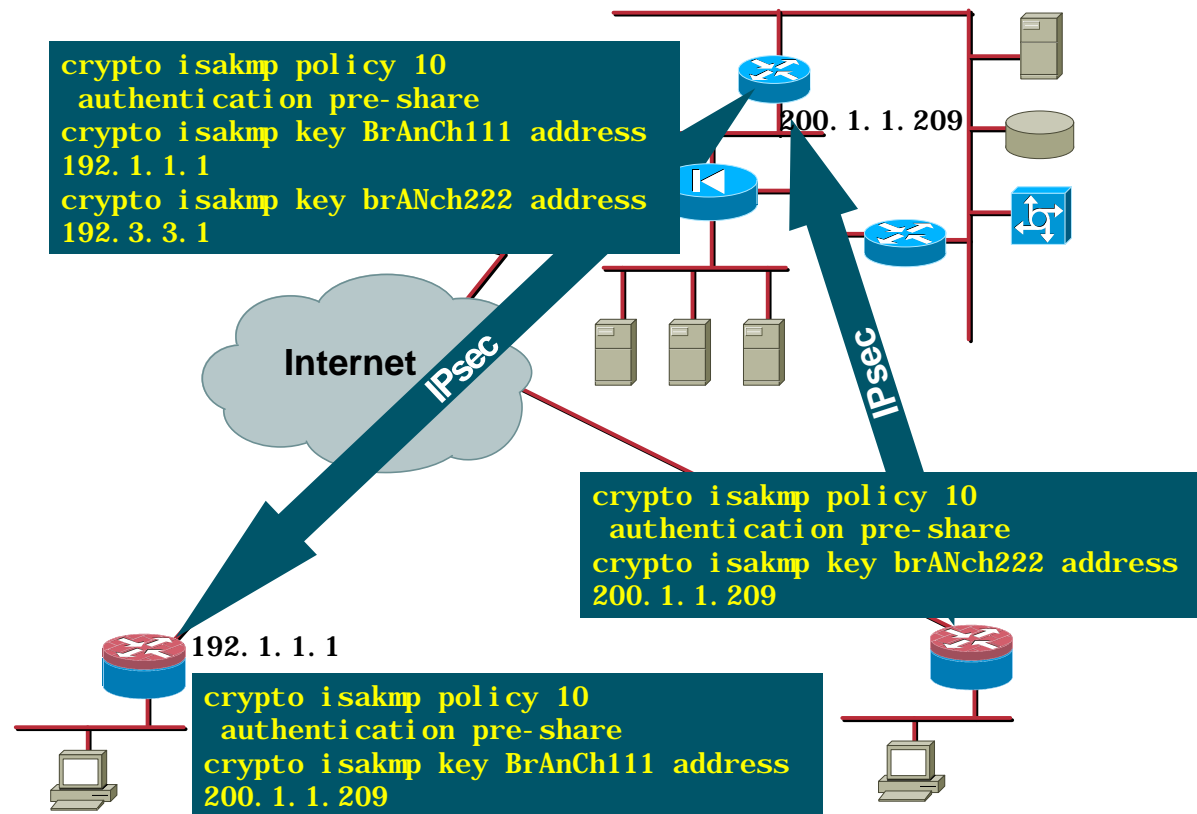 crypto isakmp policy 10
 authentication pre-share
crypto isakmp key BrAnCh111 address
192.1.1.1
crypto isakmp key brANch222 address
192.3.3.1
200.1.1.209
Internet
IPsec
IPsec
crypto isakmp policy 10
 authentication pre-share
crypto isakmp key brANch222 address
200.1.1.209
192.1.1.1
crypto isakmp policy 10
 authentication pre-share
crypto isakmp key BrAnCh111 address
200.1.1.209